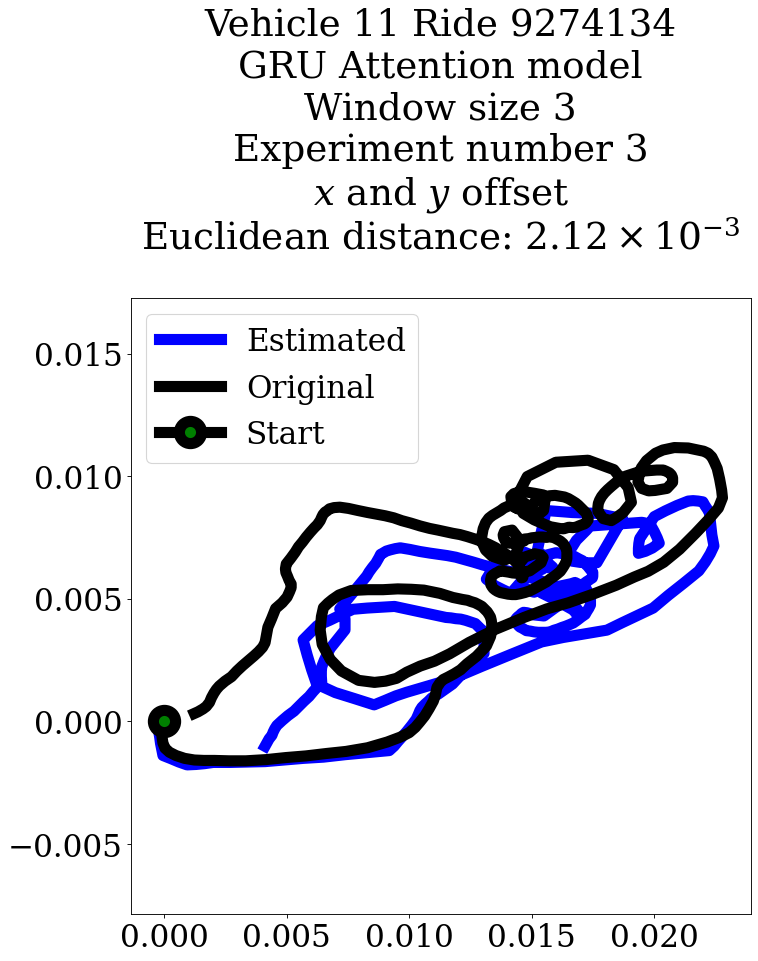 Vehicle 11 Ride 9274134
GRU Attention model
Window size 3
Experiment number 3
x and y offset
Euclidean distance: 2.12 × 10⁻³
Estimated
Original
Start
0.015
0.010
0.005
0.000
−0.005
0.000 0.005 0.010 0.015 0.020